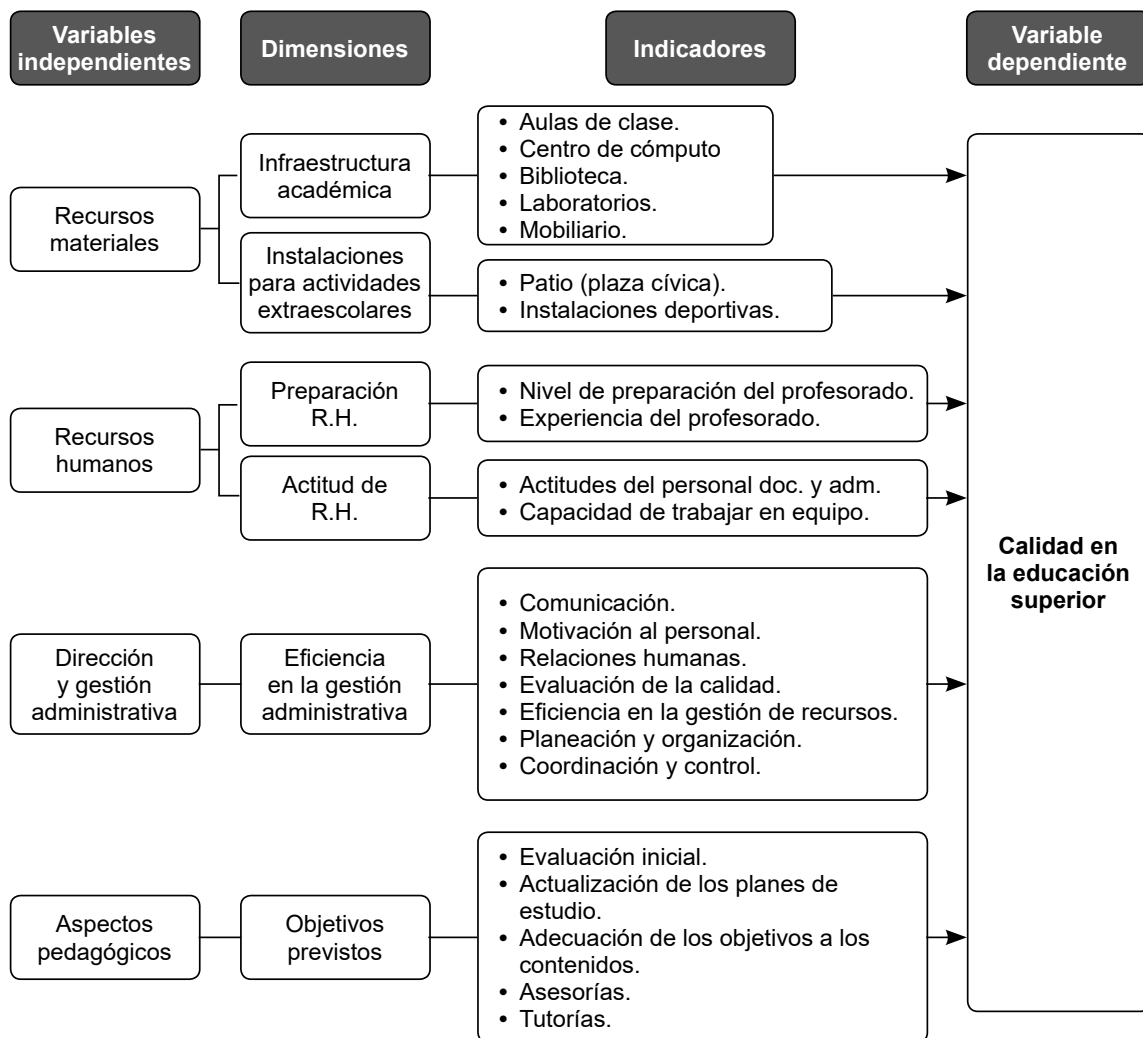 Variables
independientes
Dimensiones
Indicadores
Variable
dependiente
Recursos
materiales
Infraestructura
académica
• Aulas de clase.
• Centro de cómputo
• Biblioteca.
• Laboratorios.
• Mobiliario.
Instalaciones
para actividades
extraescolares
• Patio (plaza cívica).
• Instalaciones deportivas.
Recursos
humanos
Preparación
R.H.
• Nivel de preparación del profesorado.
• Experiencia del profesorado.
Actitud de
R.H.
• Actitudes del personal doc. y adm.
• Capacidad de trabajar en equipo.
Dirección
y gestión
administrativa
Eficiencia
en la gestión
administrativa
• Comunicación.
• Motivación al personal.
• Relaciones humanas.
• Evaluación de la calidad.
• Eficiencia en la gestión de recursos.
• Planeación y organización.
• Coordinación y control.
Aspectos
pedagógicos
Objetivos
previstos
• Evaluación inicial.
• Actualización de los planes de
estudio.
• Adecuación de los objetivos a los
contenidos.
• Asesorías.
• Tutorías.
Calidad en
la educación
superior